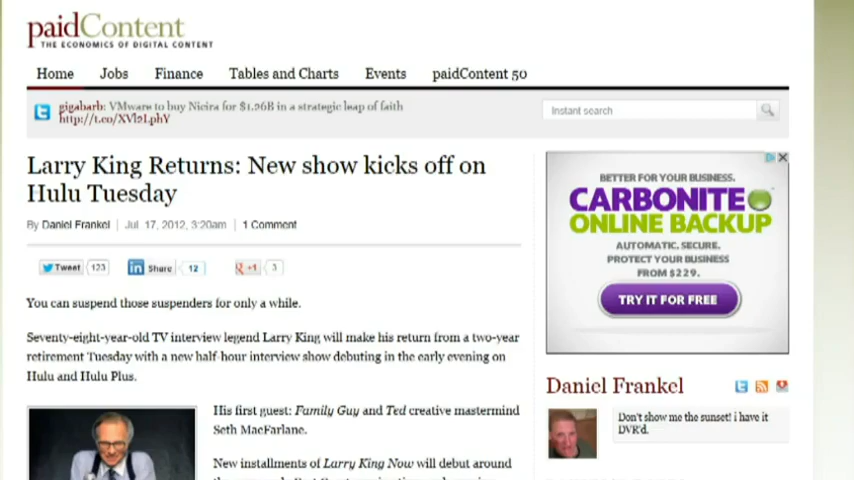 paidContent
THE ECONOMICS OF DIGITAL CONTENT
Home Jobs Finance Tables and Charts Events paidContent 50
gigabarb: VMware to buy Nicira for $1.26B in a strategic leap of faith
http://t.co/XVl2LphY
Instant search
Larry King Returns: New show kicks off on
Hulu Tuesday
By Daniel Frankel | Jul. 17, 2012, 3:20am | 1 Comment
Tweet 123 in Share 12 g +1 3
You can suspend those suspenders for only a while.
Seventy-eight-year-old TV interview legend Larry King will make his return from a two-year
retirement Tuesday with a new half-hour interview show debuting in the early evening on
Hulu and Hulu Plus.
His first guest: Family Guy and Ted creative mastermind
Seth MacFarlane.
New installments of Larry King Now will debut around
BETTER FOR YOUR BUSINESS.
CARBONITE
ONLINE BACKUP
AUTOMATIC. SECURE.
PROTECT YOUR BUSINESS
FROM $229.
TRY IT FOR FREE
Daniel Frankel
Don't show me the sunset! i have it
DVR'd.